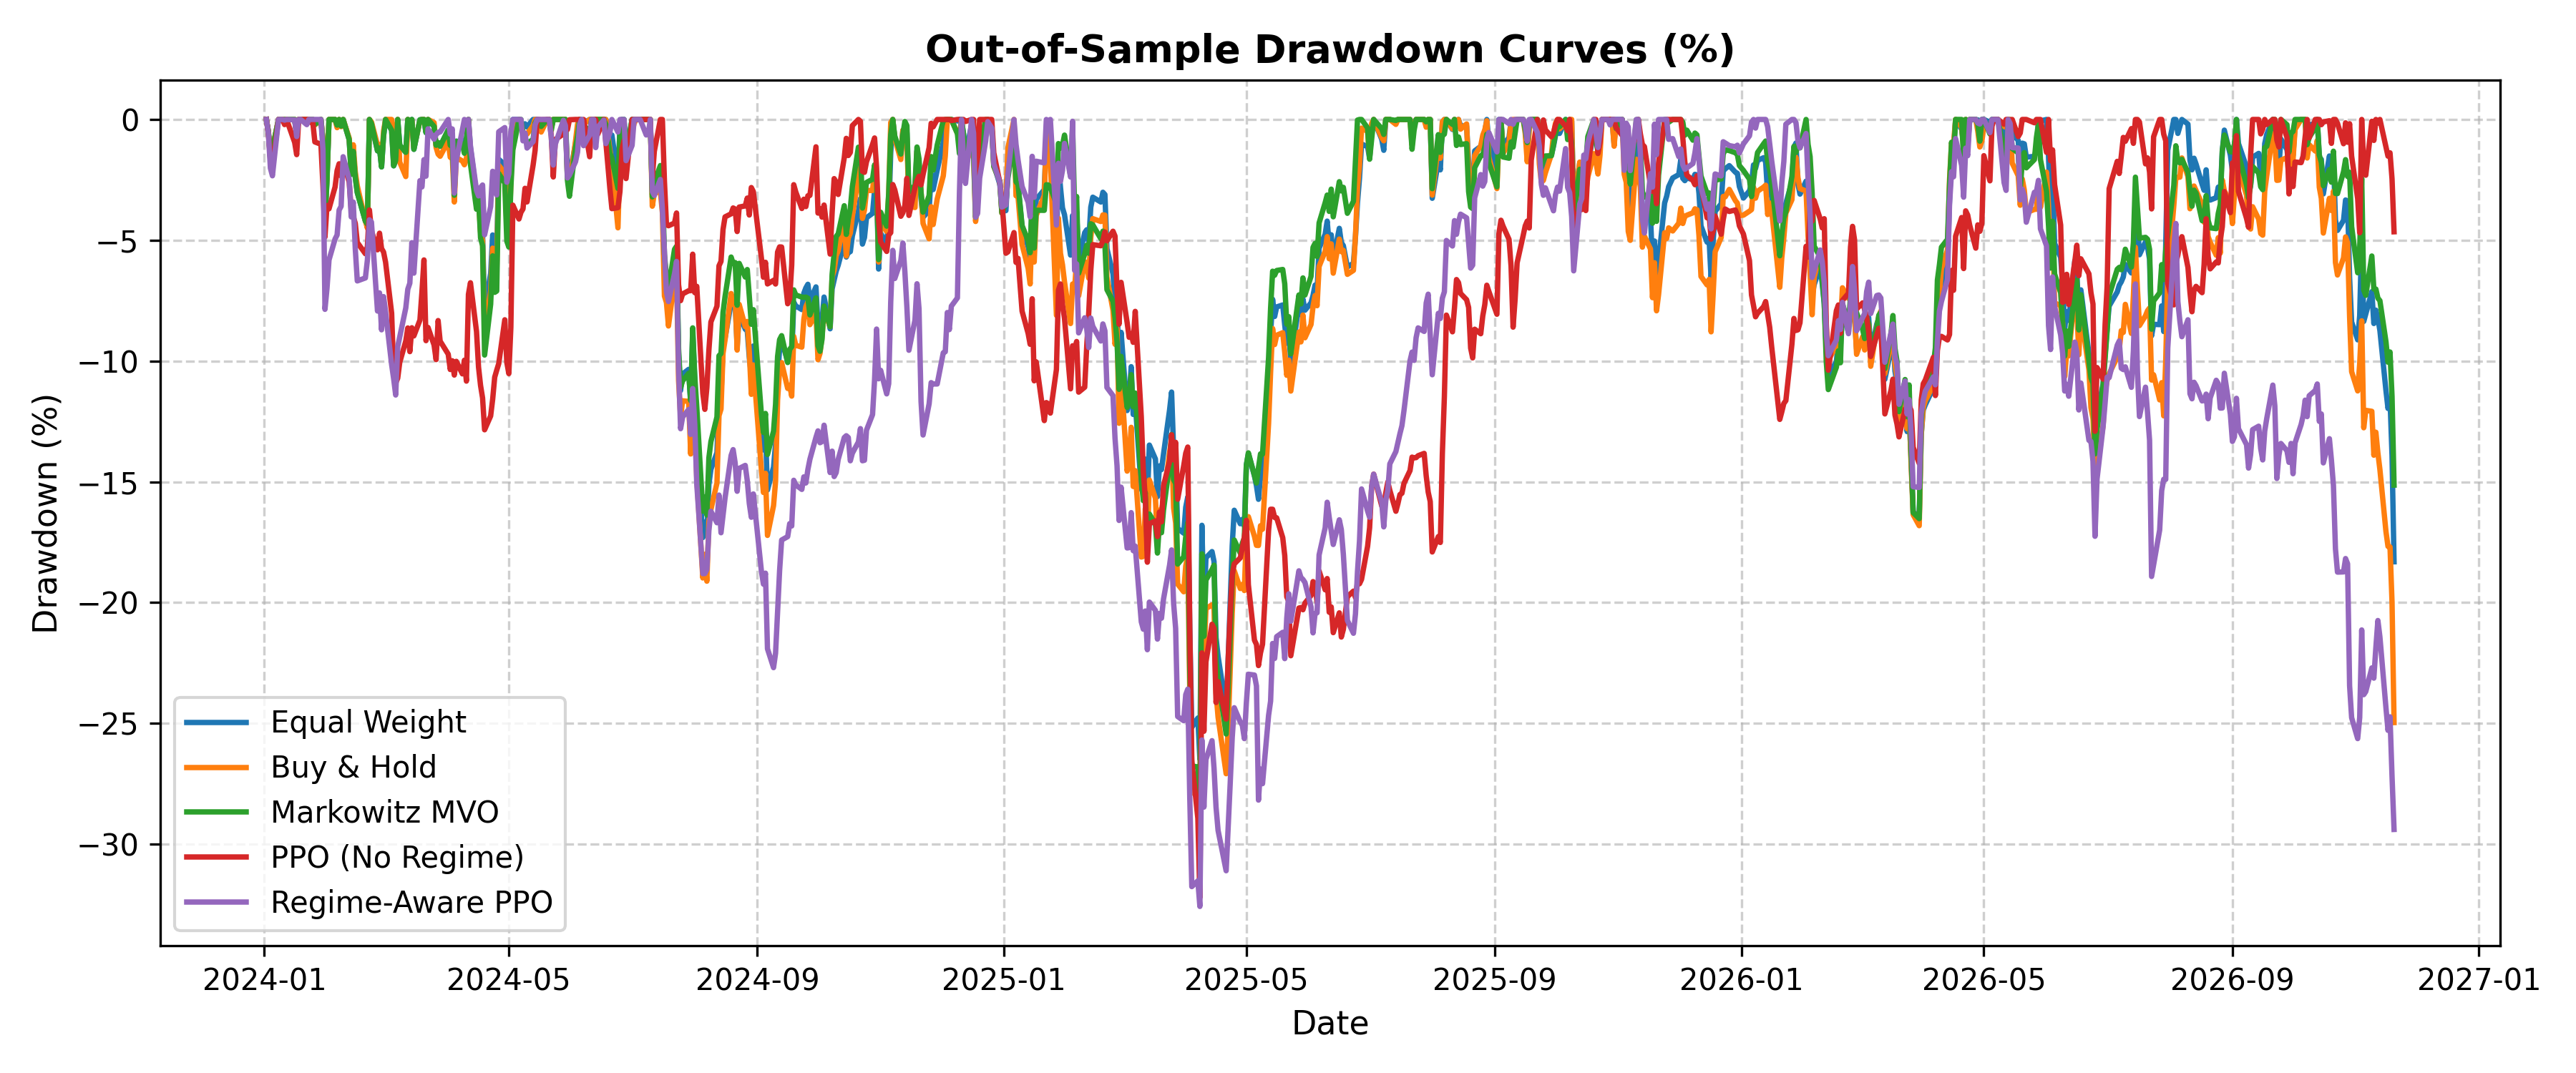 Out-of-Sample Drawdown Curves (%)
Drawdown (%)
0
−5
−10
−15
−20
−25
−30
Equal Weight
Buy & Hold
Markowitz MVO
PPO (No Regime)
Regime-Aware PPO
2024-01 2024-05 2024-09 2025-01 2025-05 2025-09 2026-01 2026-05 2026-09 2027-01
Date